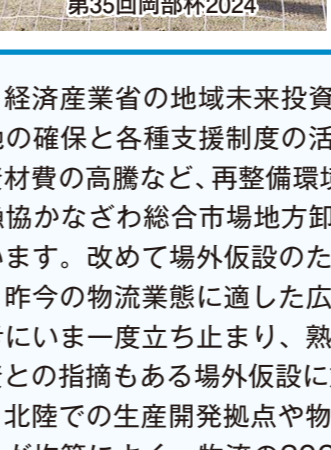 第35回岡部杯2024
経済産業省の地域未来投資
の確保と各種支援制度の活
材費の高騰など、再整備環境
協かなざわ総合市場地方卸
います。改めて場外仮設のた
昨今の物流業態に適した広
にいま一度立ち止まり、熟
との指摘もある場外仮設に
北陸での生産開発拠点や物